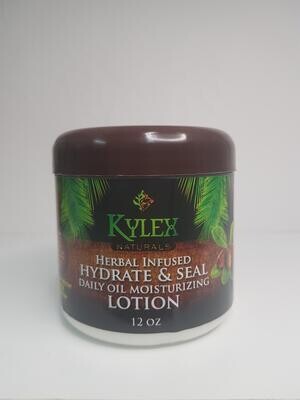 KYLEX
NATURALS
HERBAL INFUSED
HYDRATE & SEAL
DAILY OIL MOISTURIZING
LOTION
12 OZ